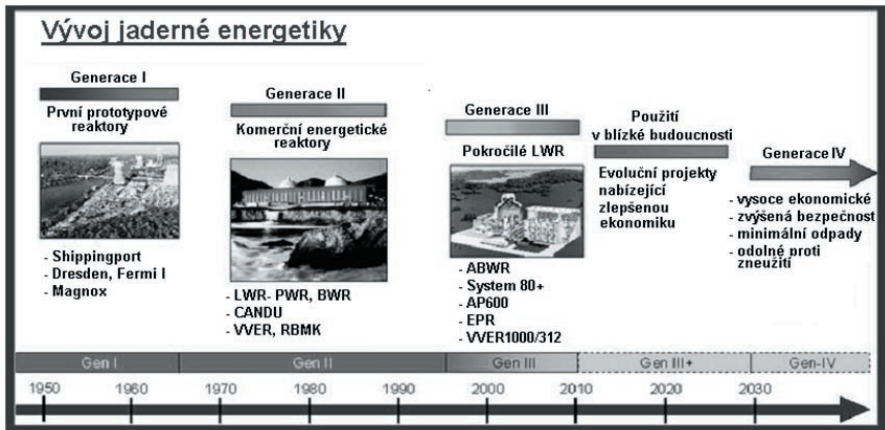 Vývoj jaderné energetiky
Generace I
První prototypové
reaktory
- Shippingport
- Dresden, Fermi I
- Magnox
Generace II
Komerční energetické
reaktory
- LWR- PWR, BWR
- CANDU
- VVER, RBMK
Generace III
Pokročilé LWR
- ABWR
- System 80+
- AP600
- EPR
- VVER1000/312
Použití
v blízké budoucnosti
Evoluční projekty
nabízející
zlepšenou
ekonomiku
Generace IV
- vysoce ekonomické
- zvýšená bezpečnost
- minimální odpady
- odolné proti
zneužití
Gen I Gen II Gen III Gen III+ Gen-IV
1950 1960 1970 1980 1990 2000 2010 2020 2030